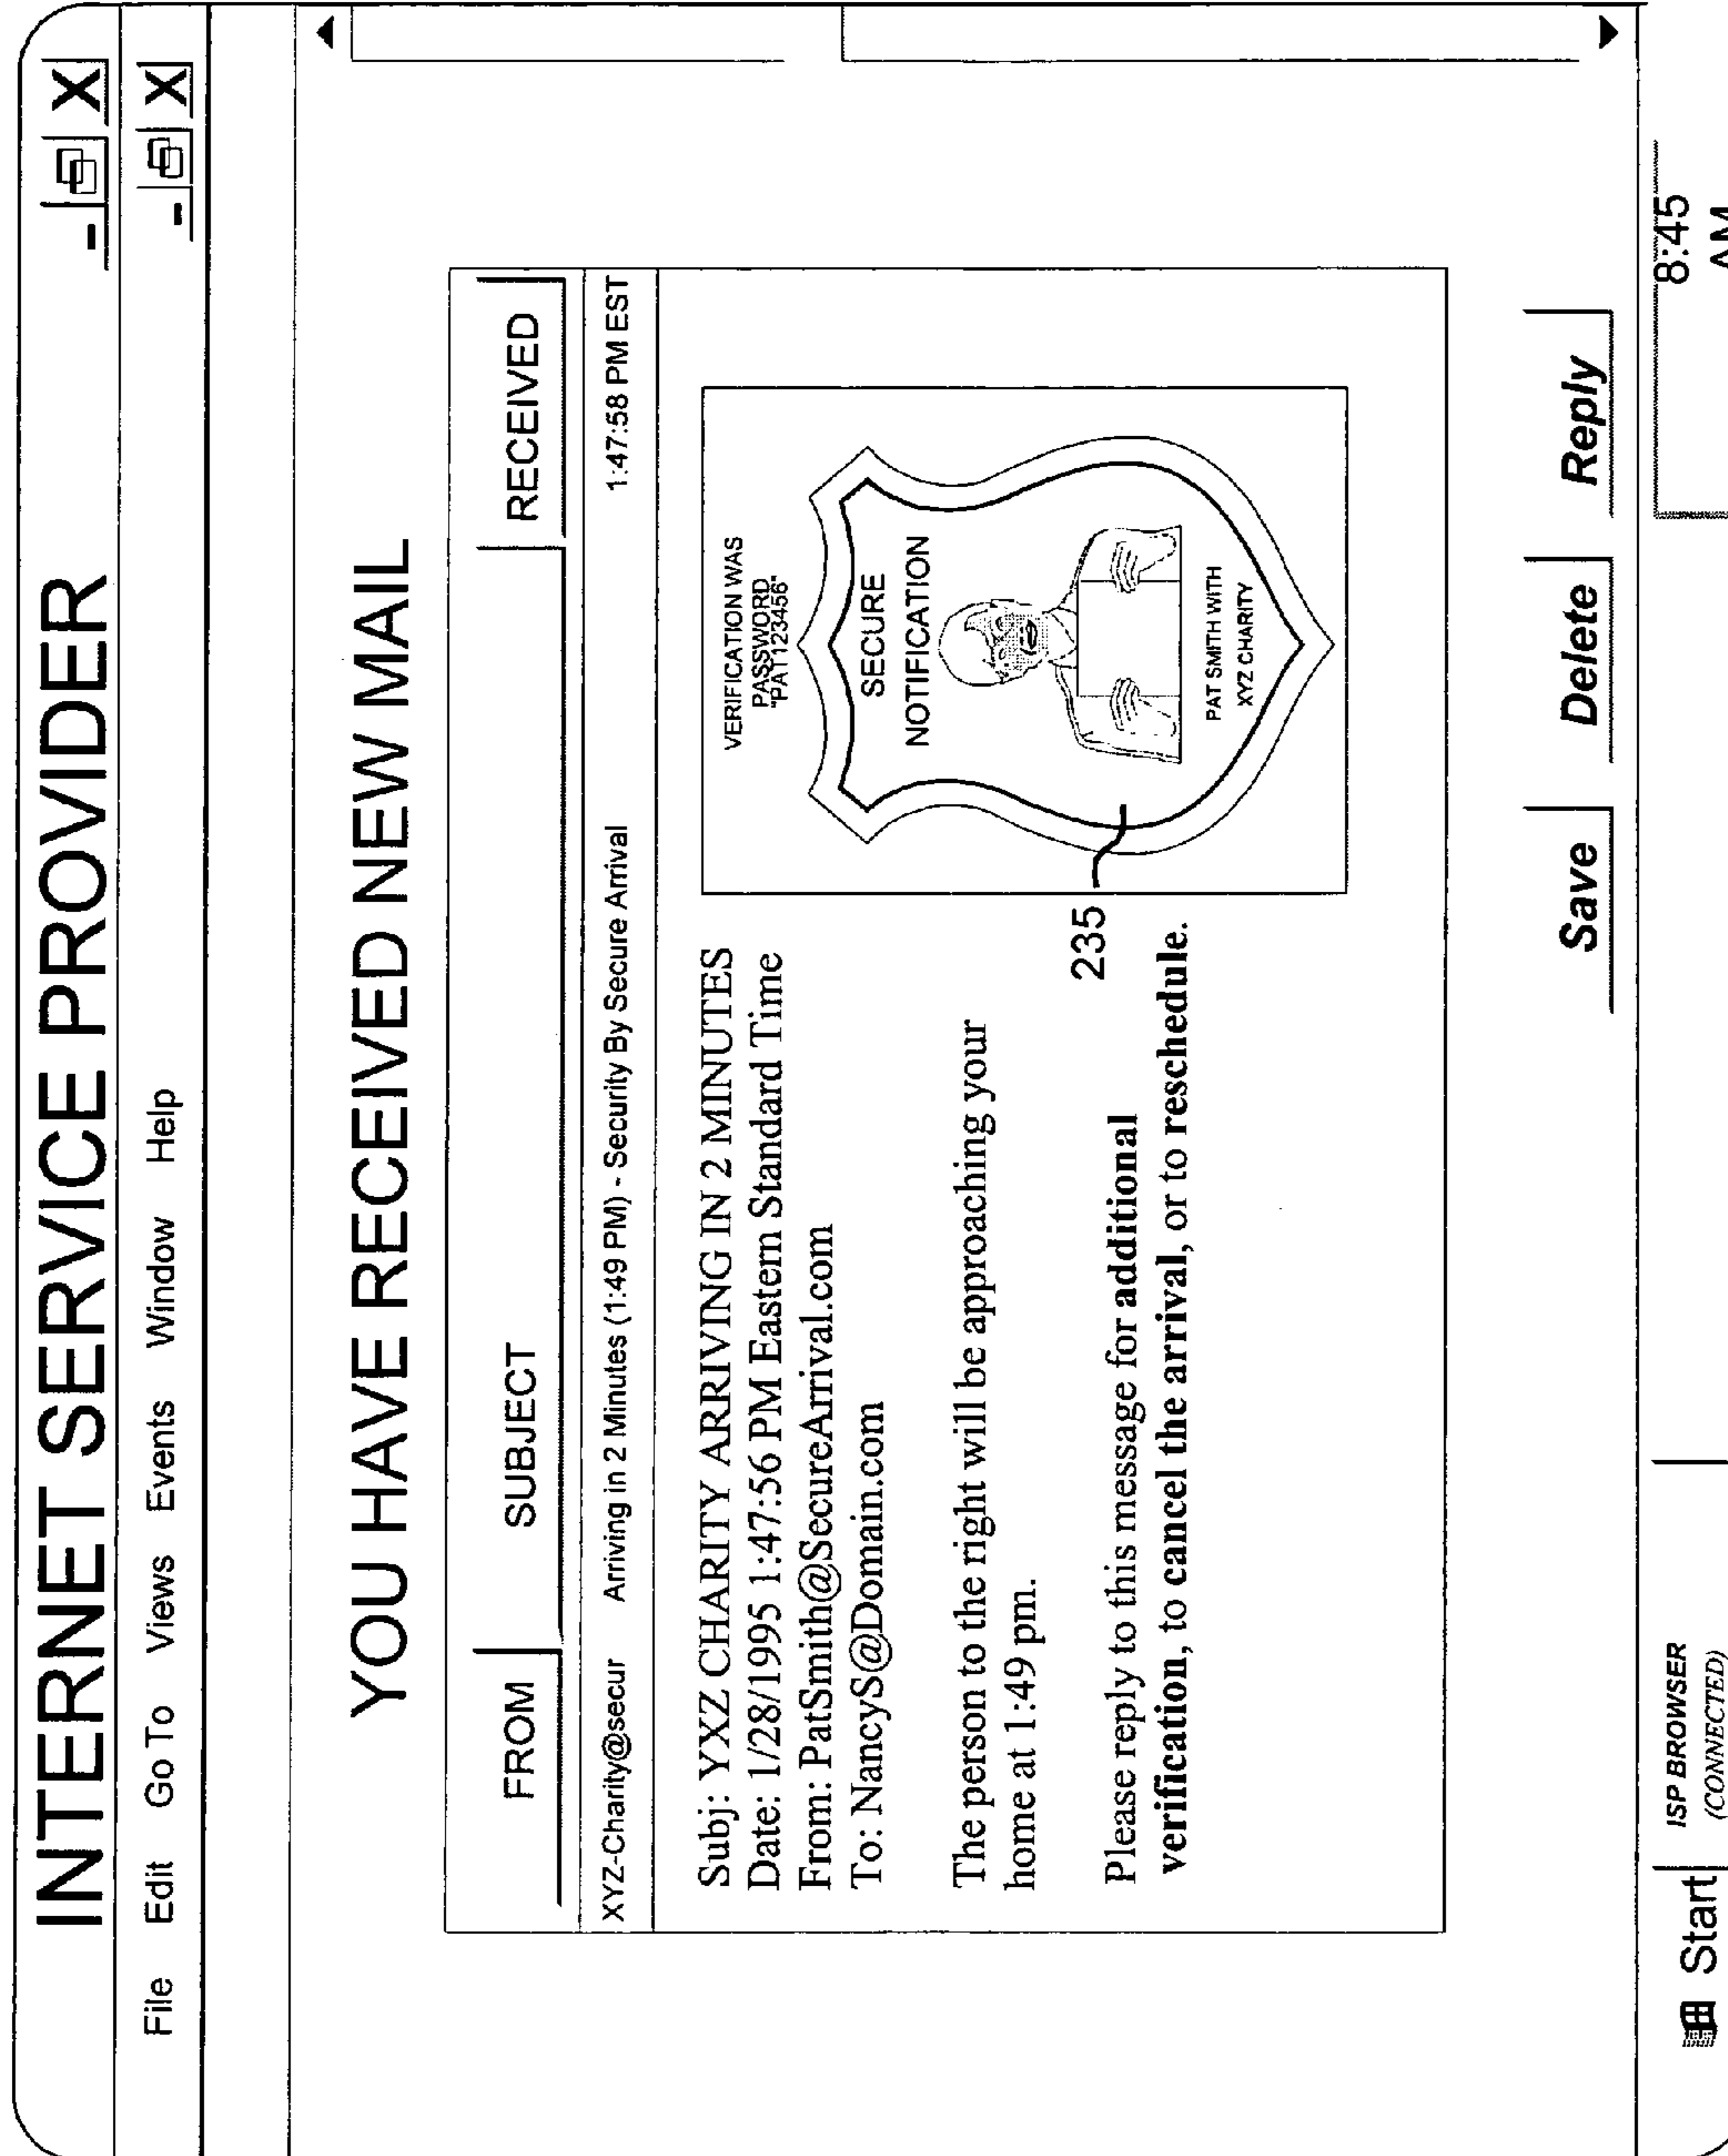 INTERNET SERVICE PROVIDER
File Edit Go To Views Events Window Help
YOU HAVE RECEIVED NEW MAIL
FROM SUBJECT RECEIVED
XYZ-Charity@secur Arriving in 2 Minutes (1:49 PM) - Security By Secure Arrival 1:47:58 PM EST
Subj: YXZ CHARITY ARRIVING IN 2 MINUTES
Date: 1/28/1995 1:47:56 PM Eastern Standard Time
From: PatSmith@SecureArrival.com
To: NancyS@Domain.com
The person to the right will be approaching your
home at 1:49 pm.
Please reply to this message for additional
verification, to cancel the arrival, or to reschedule.
VERIFICATION WAS
PASSWORD
"PAT123456"
SECURE
NOTIFICATION
PAT SMITH WITH
XYZ CHARITY
235
Save Delete Reply
Start
ISP BROWSER
(CONNECTED)
8:45
AM